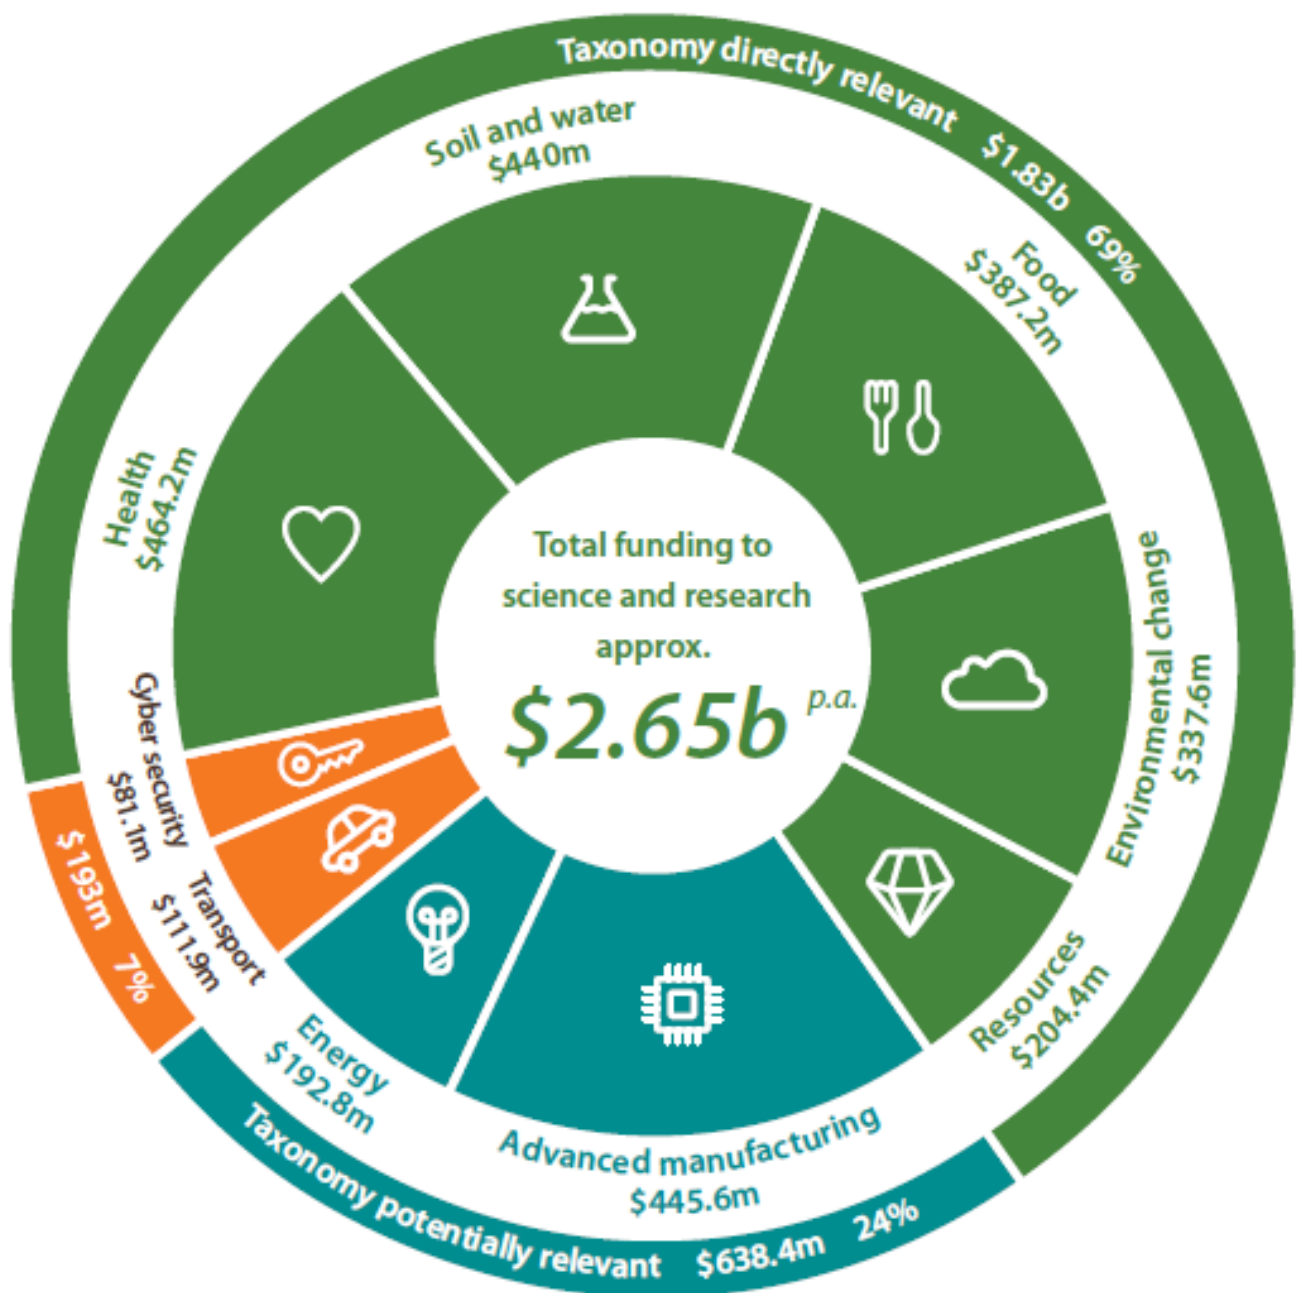 Taxonomy directly relevant $1.83b 69%
Soil and water
$440m
Food
$387.2m
Environmental change
$337.6m
Resources
$204.4m
Advanced manufacturing
$445.6m
Energy
$192.8m
Transport
$111.9m
Cyber security
$81.1m
Health
$464.2m
Total funding to
science and research
approx.
$2.65b p.a.
$193m 7%
Taxonomy potentially relevant $638.4m 24%